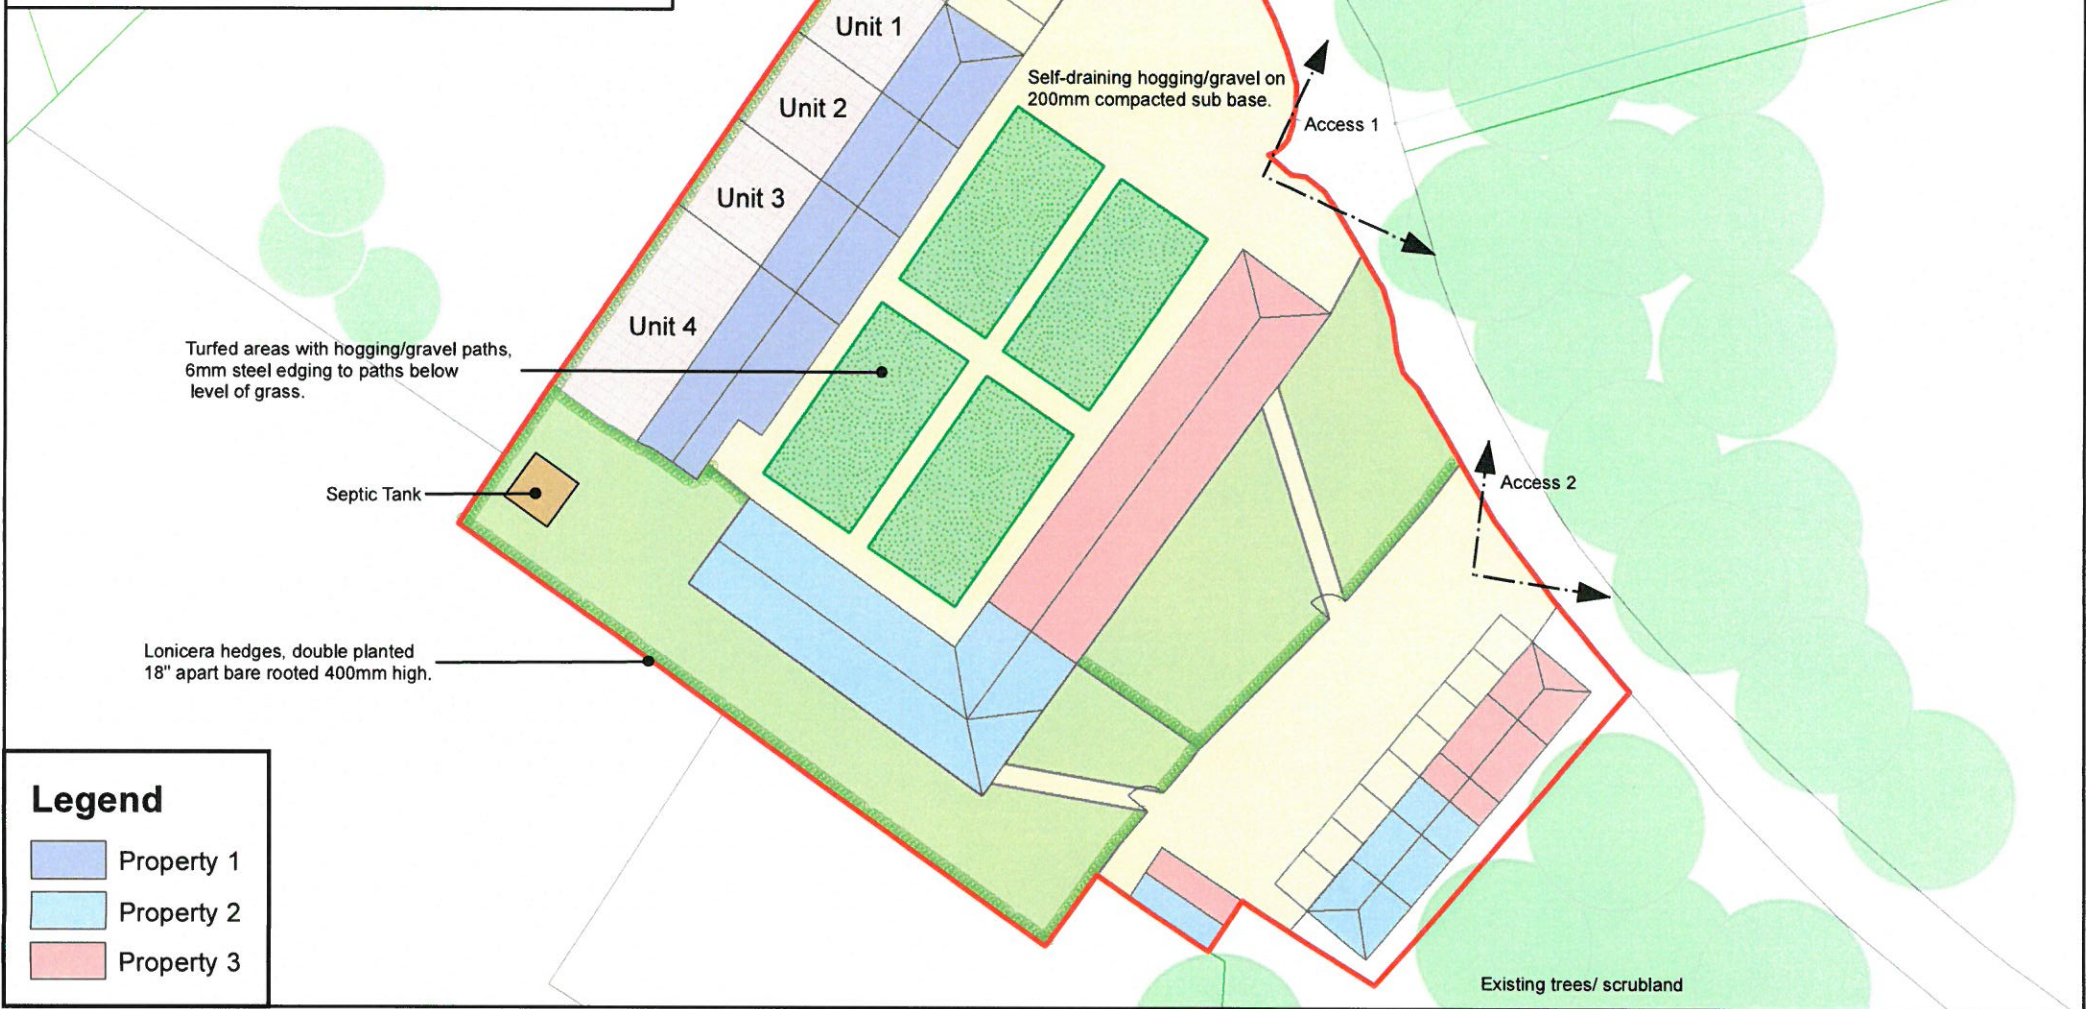 Unit 1
Unit 2
Unit 3
Unit 4
Self-draining hogging/gravel on
200mm compacted sub base.
Access 1
Turfed areas with hogging/gravel paths,
6mm steel edging to paths below
level of grass.
Septic Tank
Access 2
Lonicera hedges, double planted
18" apart bare rooted 400mm high.
Legend
Property 1
Property 2
Property 3
Existing trees/ scrubland